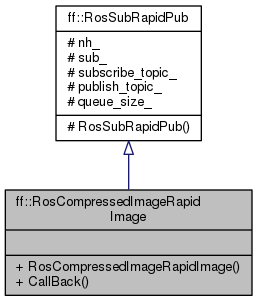 ff::RosSubRapidPub
# nh_
# sub_
# subscribe_topic_
# publish_topic_
# queue_size_
# RosSubRapidPub()
ff::RosCompressedImageRapid
Image
+ RosCompressedImageRapidImage()
+ CallBack()